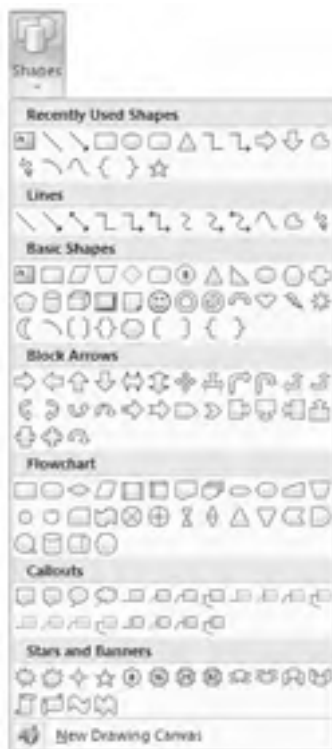 Shapes
Recently Used Shapes
Lines
Basic Shapes
Block Arrows
Flowchart
Callouts
Stars and Banners
New Drawing Canvas